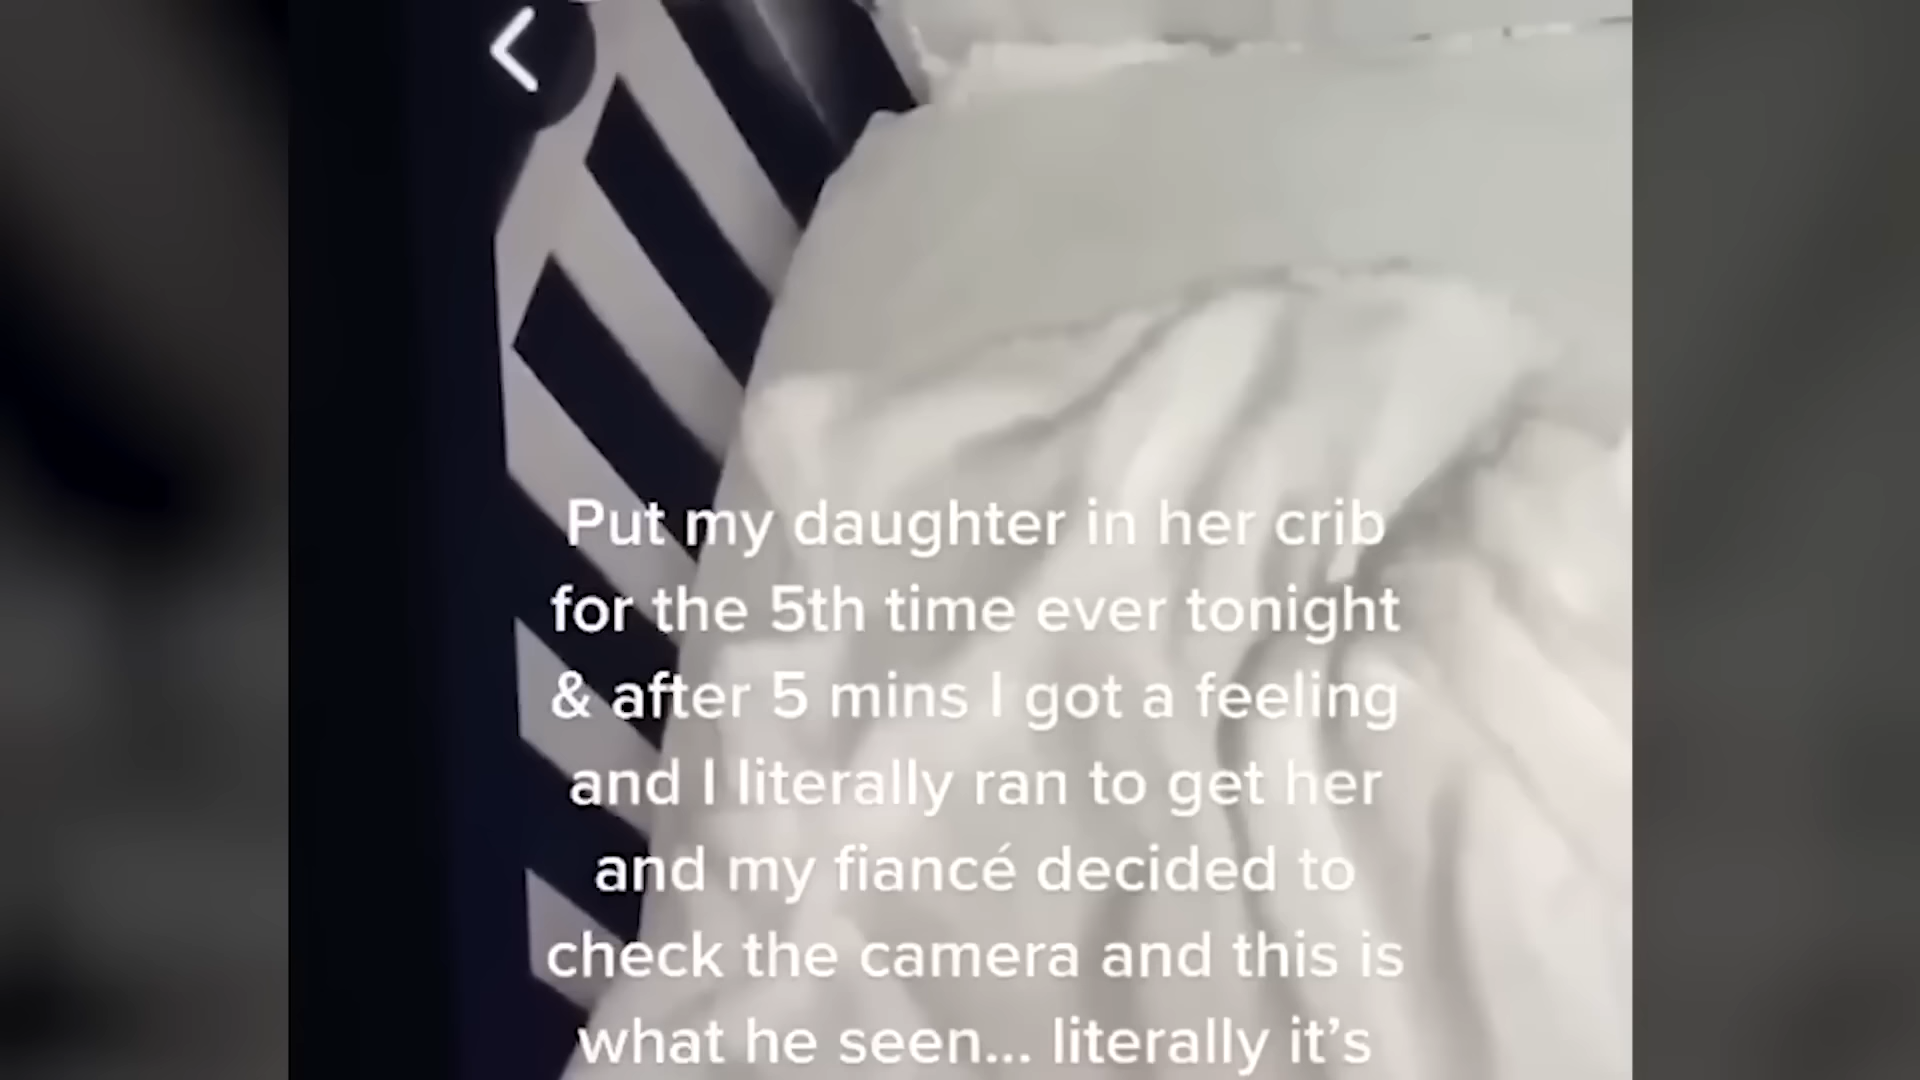 Put my daughter in her crib
for the 5th time ever tonight
& after 5 mins I got a feeling
and I literally ran to get her
and my fiancé decided to
check the camera and this is
what he seen... literally it's